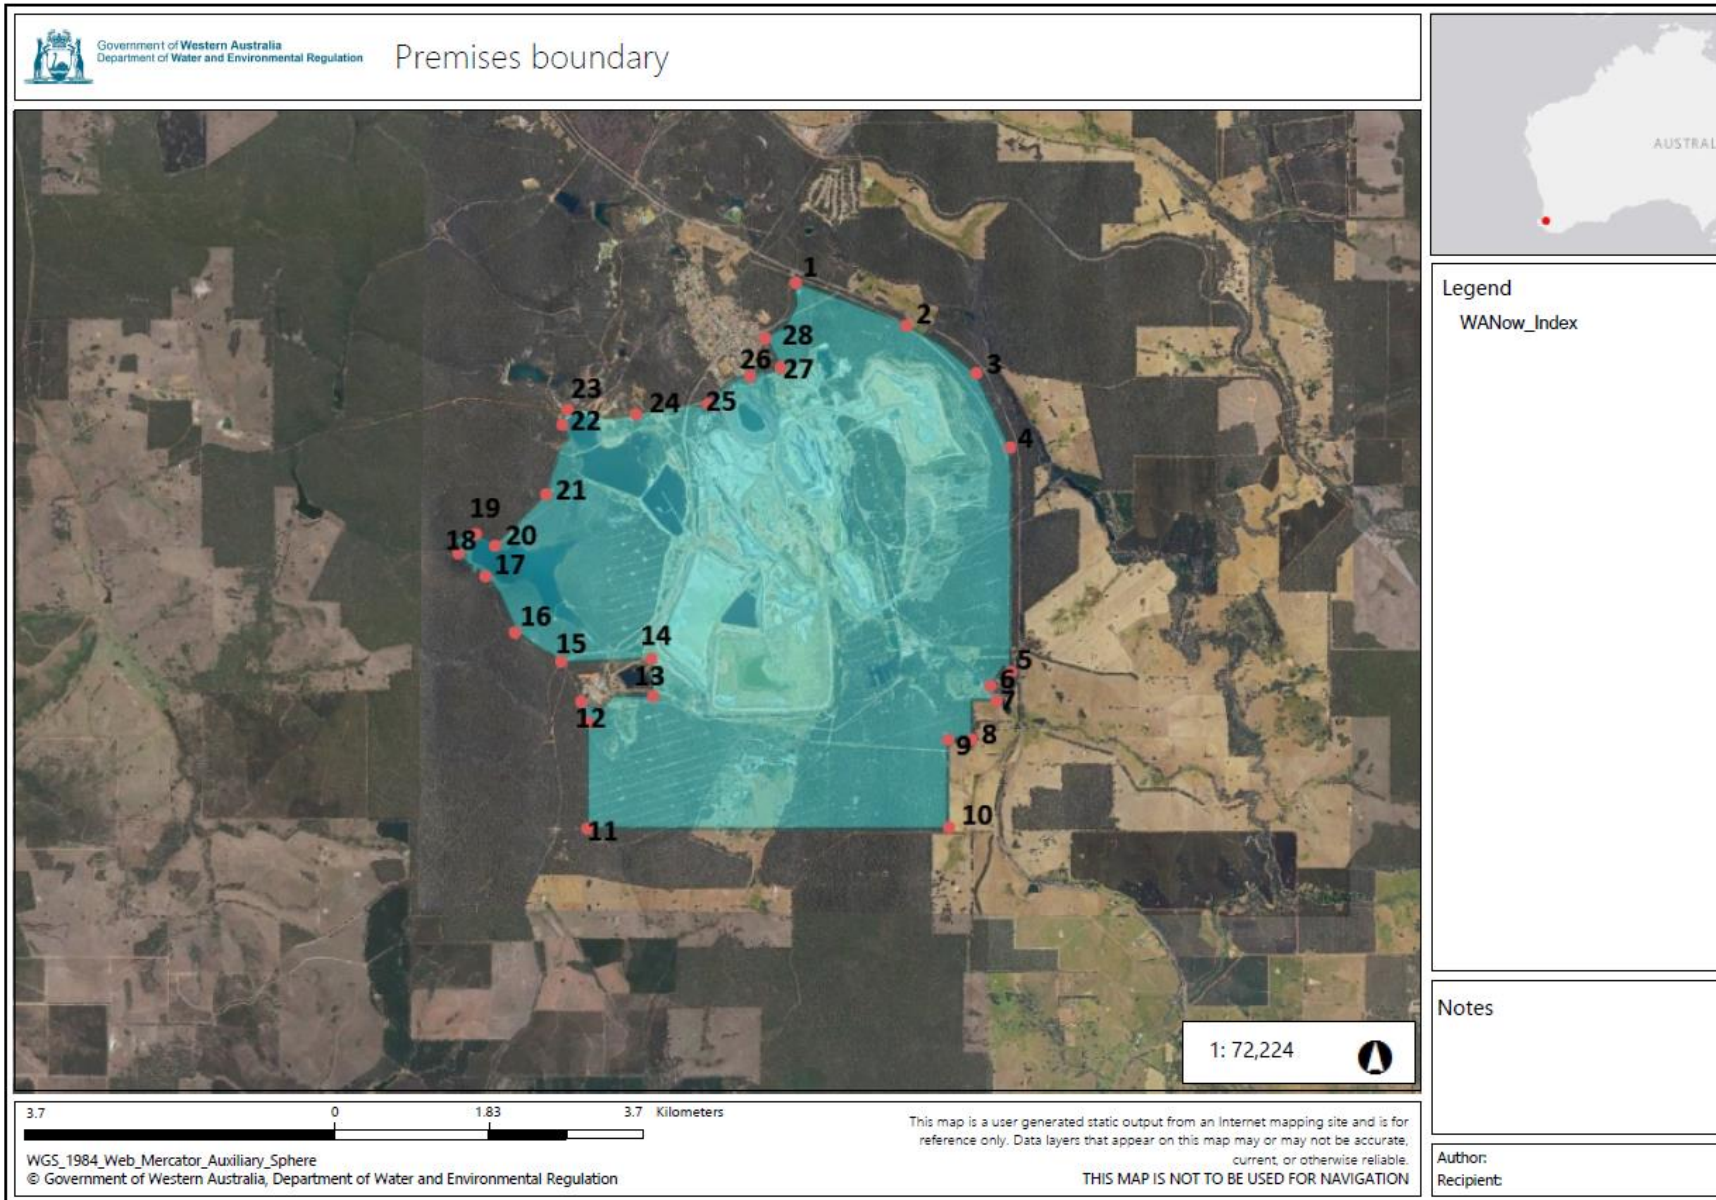 Government of Western Australia
Department of Water and Environmental Regulation
Premises boundary
AUSTRAL
Legend
WANow_Index
1
2
3
4
5
6
7
8
9
10
11
12
13
14
15
16
17
18
19
20
21
22
23
24
25
26
27
28
1: 72,224
Notes
3.7 0 1.83 3.7 Kilometers
WGS_1984_Web_Mercator_Auxiliary_Sphere
© Government of Western Australia, Department of Water and Environmental Regulation
This map is a user generated static output from an Internet mapping site and is for
reference only. Data layers that appear on this map may or may not be accurate,
current, or otherwise reliable.
THIS MAP IS NOT TO BE USED FOR NAVIGATION
Author:
Recipient: